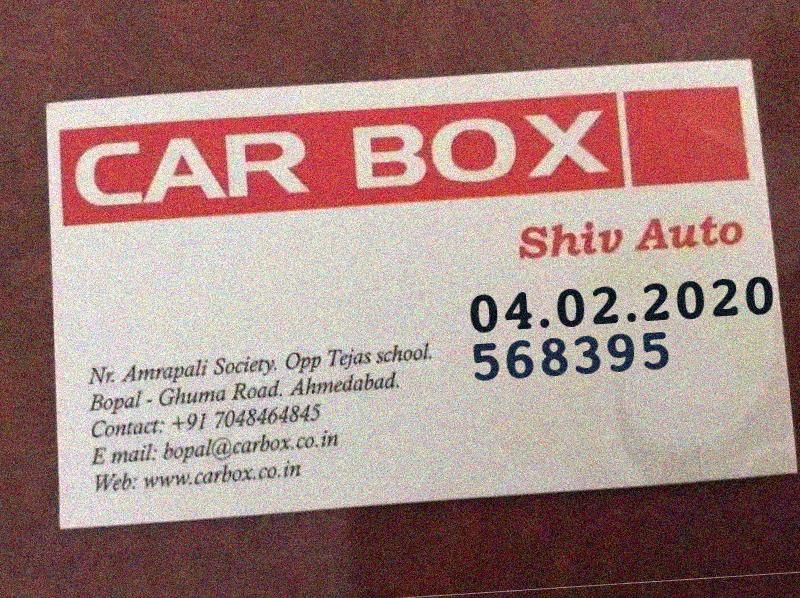 CAR BOX
Shiv Auto
04.02.2020
568395
Nr. Amrapali Society. Opp Tejas school.
Bopal - Ghuma Road. Ahmedabad.
Contact: +91 7048464845
E mail: bopal@carbox.co.in
Web: www.carbox.co.in